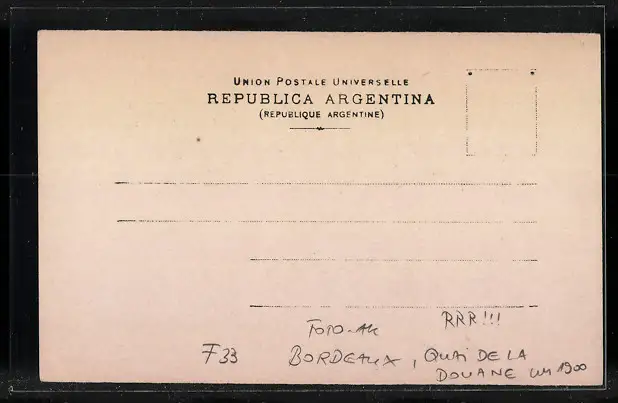 UNION POSTALE UNIVERSELLE
REPUBLICA ARGENTINA
(REPUBLIQUE ARGENTINE)
RRR!!!
FOTO-AK
F33 BORDEAUX, QUAI DE LA
DOUANE um 1900